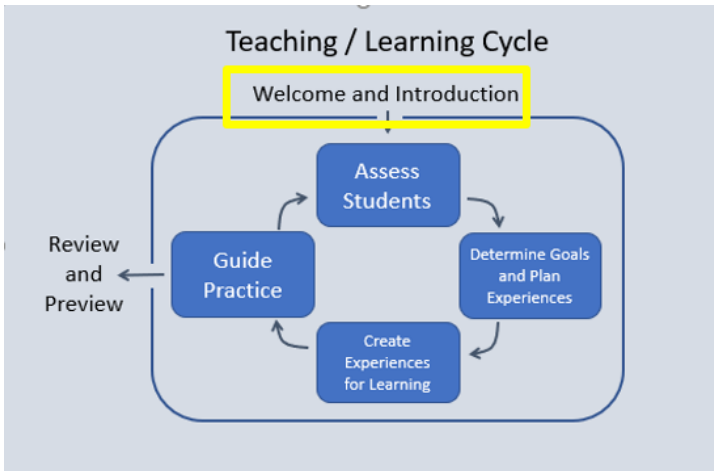 Teaching / Learning Cycle
Welcome and Introduction
Assess
Students
Determine Goals
and Plan
Experiences
Create
Experiences
for Learning
Guide
Practice
Review
and
Preview